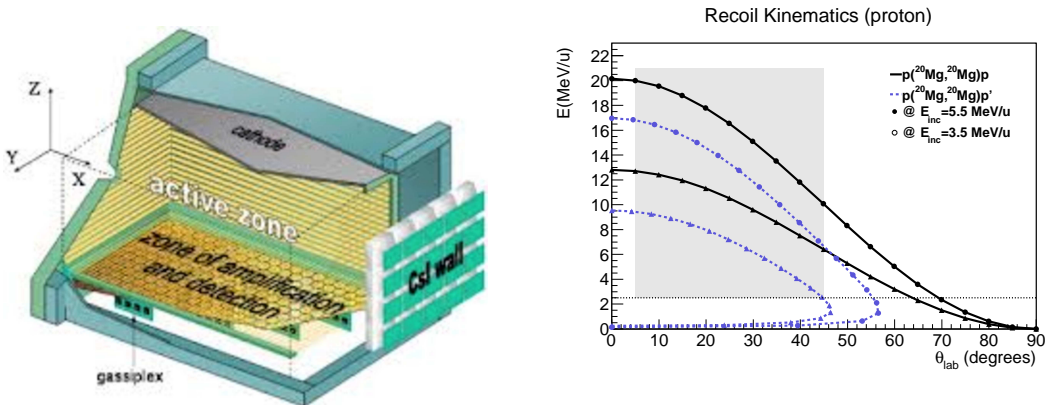 Z
Y
X
cathode
active zone
zone of amplification
and detection
CsI wall
gassiplex
Recoil Kinematics (proton)
E(MeV/u)
22
20
18
16
14
12
10
8
6
4
2
0
p(²⁰Mg,²⁰Mg)p
p(²⁰Mg,²⁰Mg)p'
@ E_inc=5.5 MeV/u
@ E_inc=3.5 MeV/u
0 10 20 30 40 50 60 70 80 90
θ_lab (degrees)